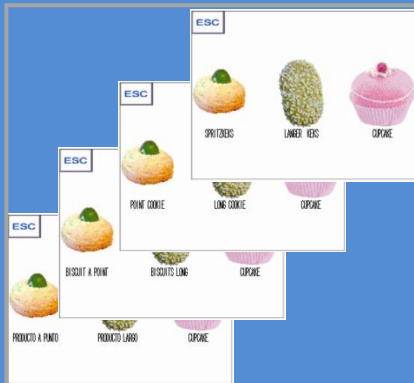 ESC
SPRITZKEKS LANGER KEKS CUPCAKE
ESC
POINT COOKIE LONG COOKIE CUPCAKE
ESC
BISCUIT A POINT BISCUITS LONG CUPCAKE
ESC
PRODUCTO A PUNTO PRODUCTO LARGO CUPCAKE